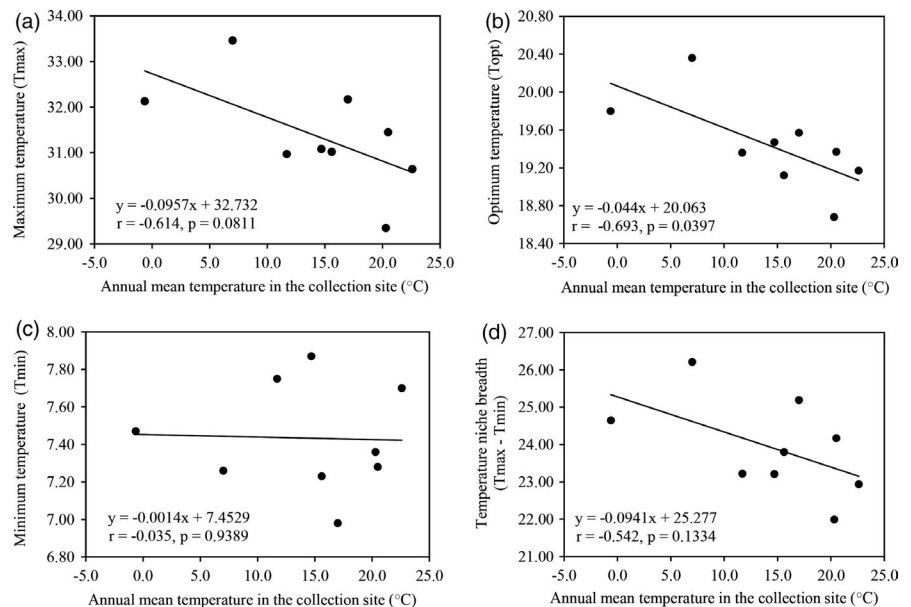 (a)
34.00
33.00
32.00
31.00
30.00
29.00
Maximum temperature (Tmax)
y = -0.0957x + 32.732
r = -0.614, p = 0.0811
-5.0 0.0 5.0 10.0 15.0 20.0 25.0
Annual mean temperature in the collection site (°C)
(b)
20.80
20.40
20.00
19.60
19.20
18.80
18.40
Optimum temperature (Topt)
y = -0.044x + 20.063
r = -0.693, p = 0.0397
-5.0 0.0 5.0 10.0 15.0 20.0 25.0
Annual mean temperature in the collection site (°C)
(c)
8.00
7.80
7.60
7.40
7.20
7.00
6.80
Minimum temperature (Tmin)
y = -0.0014x + 7.4529
r = -0.035, p = 0.9389
-5.0 0.0 5.0 10.0 15.0 20.0 25.0
Annual mean temperature in the collection site (°C)
(d)
27.00
26.00
25.00
24.00
23.00
22.00
21.00
Temperature niche breadth
(Tmax - Tmin)
y = -0.0941x + 25.277
r = -0.542, p = 0.1334
-5.0 0.0 5.0 10.0 15.0 20.0 25.0
Annual mean temperature in the collection site (°C)